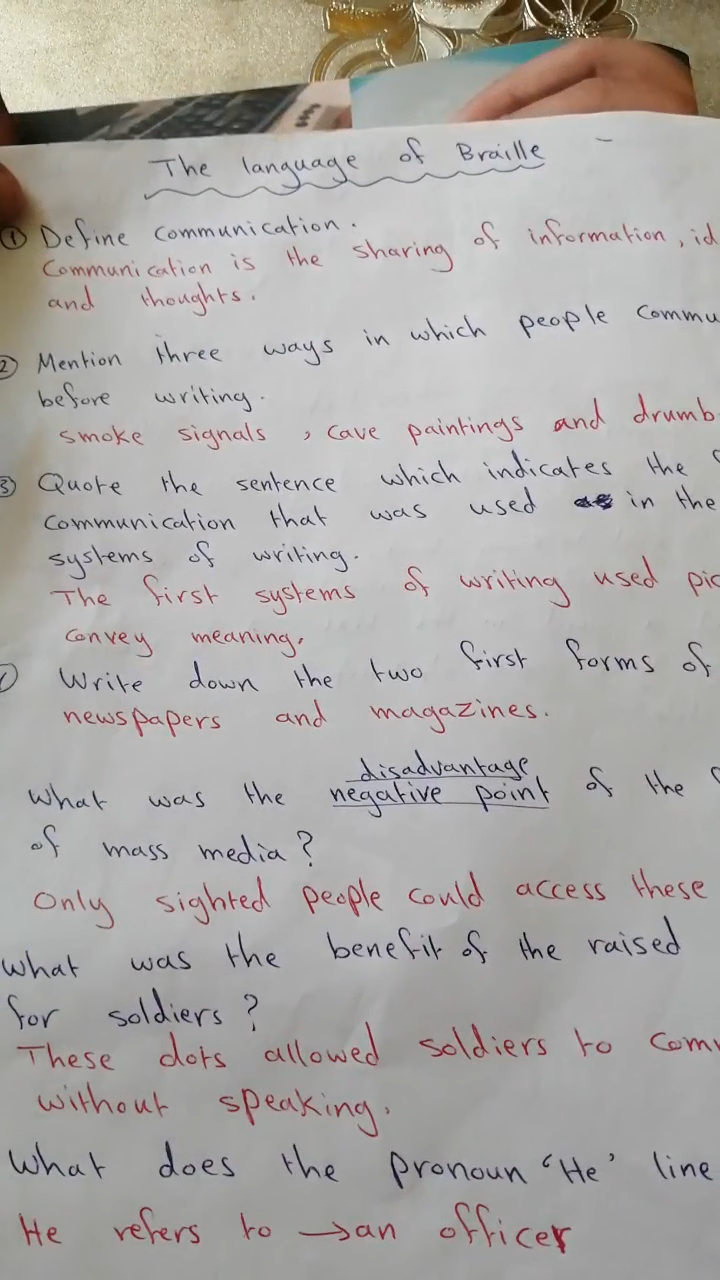 The language of Braille
① Define communication.
Communication is the sharing of information, id
and thoughts.
② Mention three ways in which people commu
before writing.
smoke signals, cave paintings and drumb
③ Quote the sentence which indicates the
communication that was used in the
systems of writing.
The first systems of writing used pic
convey meaning.
Write down the two first forms of
newspapers and magazines.
disadvantage
What was the negative point of the
of mass media?
Only sighted people could access these
What was the benefit of the raised
for soldiers?
These dots allowed soldiers to com
without speaking.
What does the pronoun 'He' line
He refers to → an officer